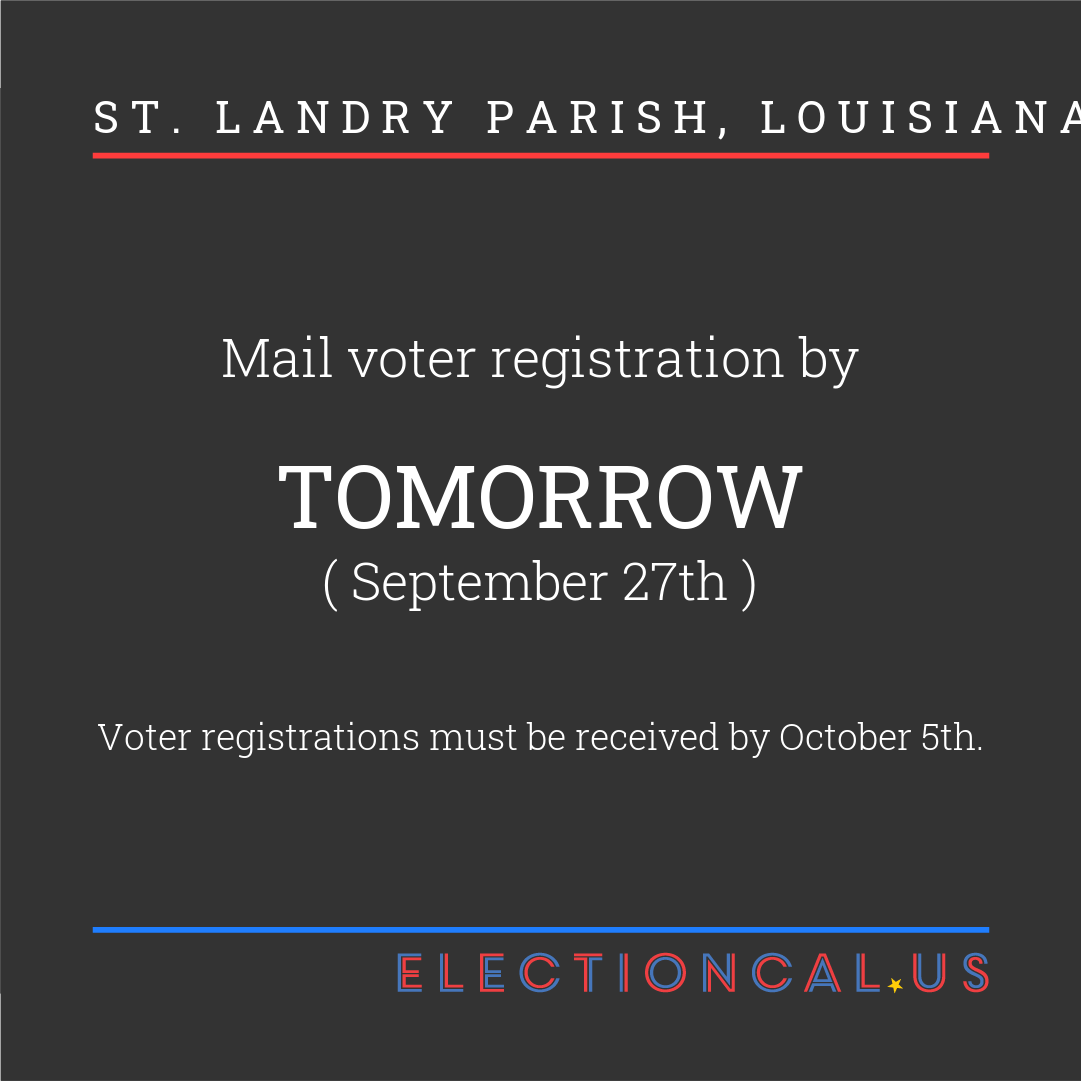 ST. LANDRY PARISH, LOUISIANA
Mail voter registration by
TOMORROW
( September 27th )
Voter registrations must be received by October 5th.
ELECTIONCAL.US